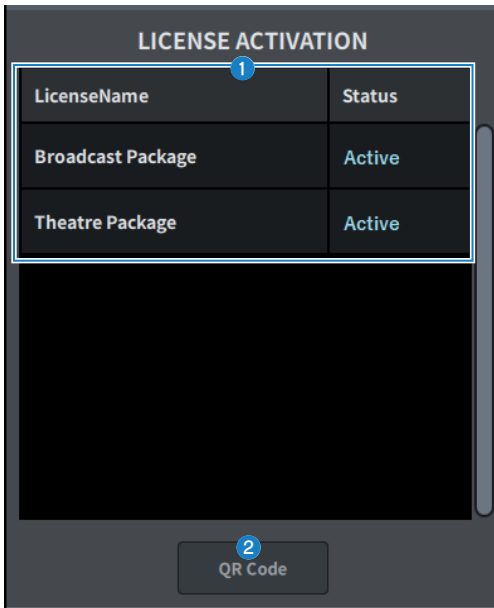 LICENSE ACTIVATION
1
LicenseName Status
Broadcast Package Active
Theatre Package Active
2
QR Code